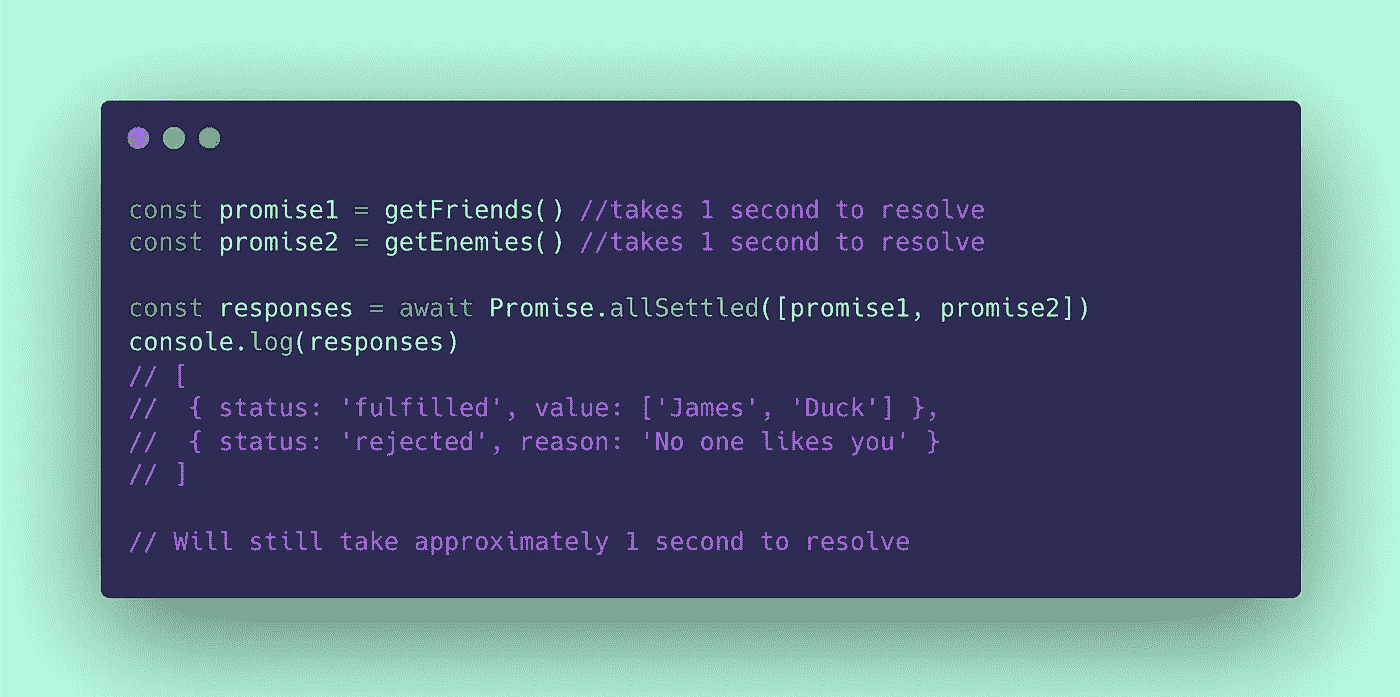 const promise1 = getFriends() //takes 1 second to resolve
const promise2 = getEnemies() //takes 1 second to resolve
const responses = await Promise.allSettled([promise1, promise2])
console.log(responses)
// [
//  { status: 'fulfilled', value: ['James', 'Duck'] },
//  { status: 'rejected', reason: 'No one likes you' }
// ]
// Will still take approximately 1 second to resolve